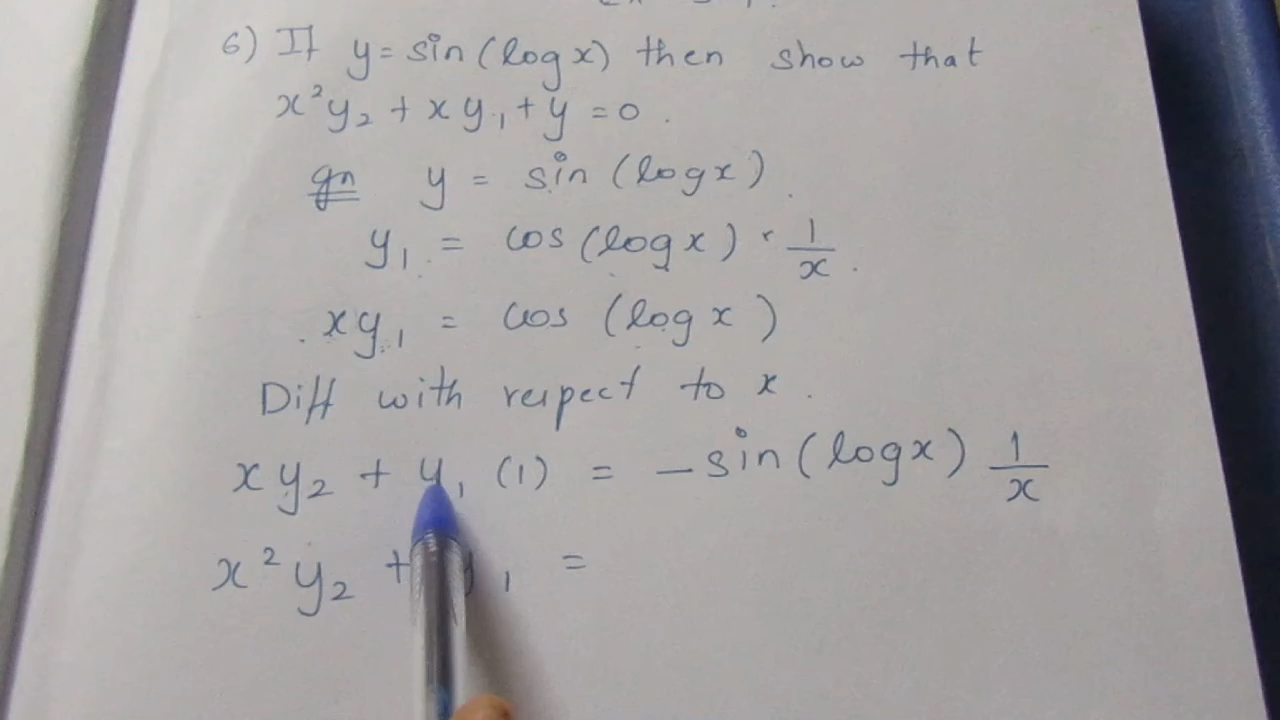 6) If y = sin (log x) then show that
x²y₂ + xy₁ + y = 0.
gn y = sin (log x).
y₁ = cos (log x) · 1/x.
xy₁ = cos (log x)
Diff with respect to x.
xy₂ + y₁ (1) = – sin (log x) 1/x
x²y₂ + y₁ =